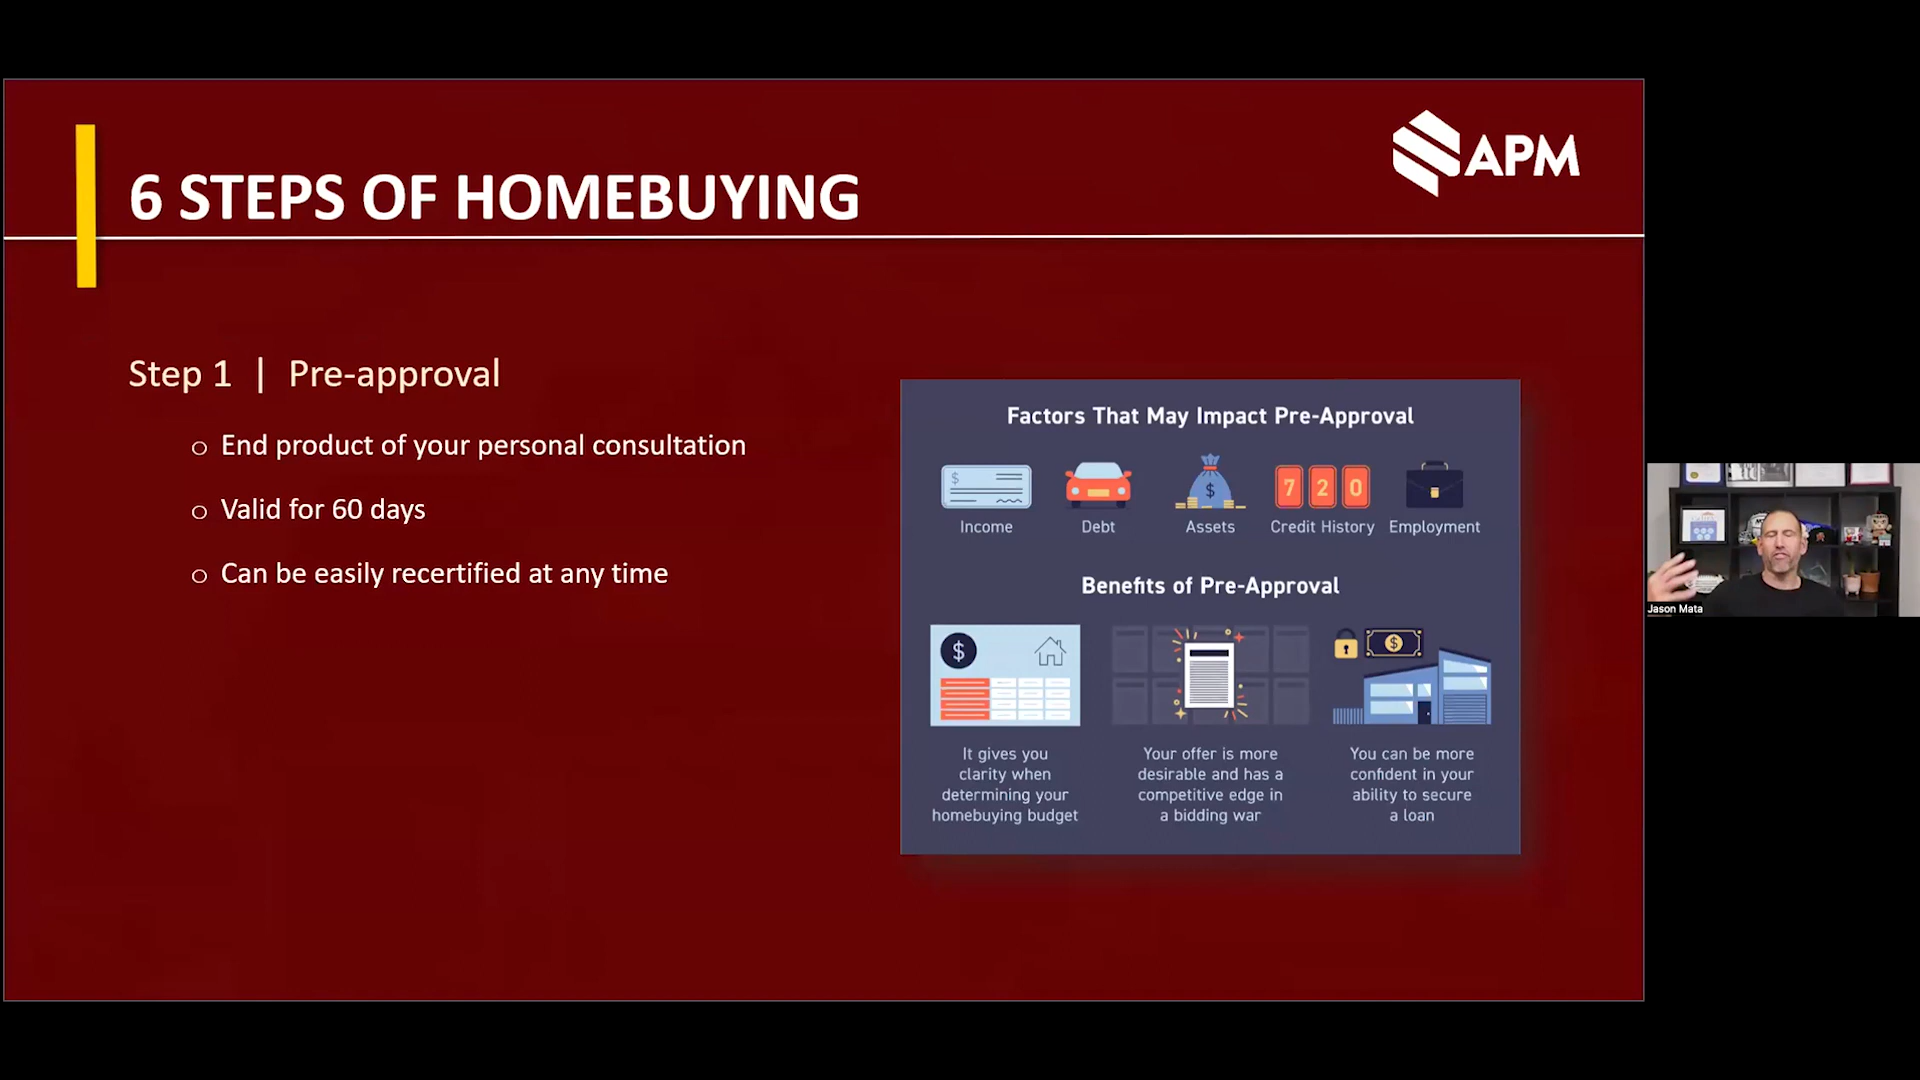 6 STEPS OF HOMEBUYING
APM
Step 1 | Pre-approval
o End product of your personal consultation
o Valid for 60 days
o Can be easily recertified at any time
Factors That May Impact Pre-Approval
$
$
7 2 0
Income
Debt
Assets
Credit History
Employment
Benefits of Pre-Approval
$
$
It gives you
clarity when
determining your
homebuying budget
Your offer is more
desirable and has a
competitive edge in
a bidding war
You can be more
confident in your
ability to secure
a loan
Jason Mata